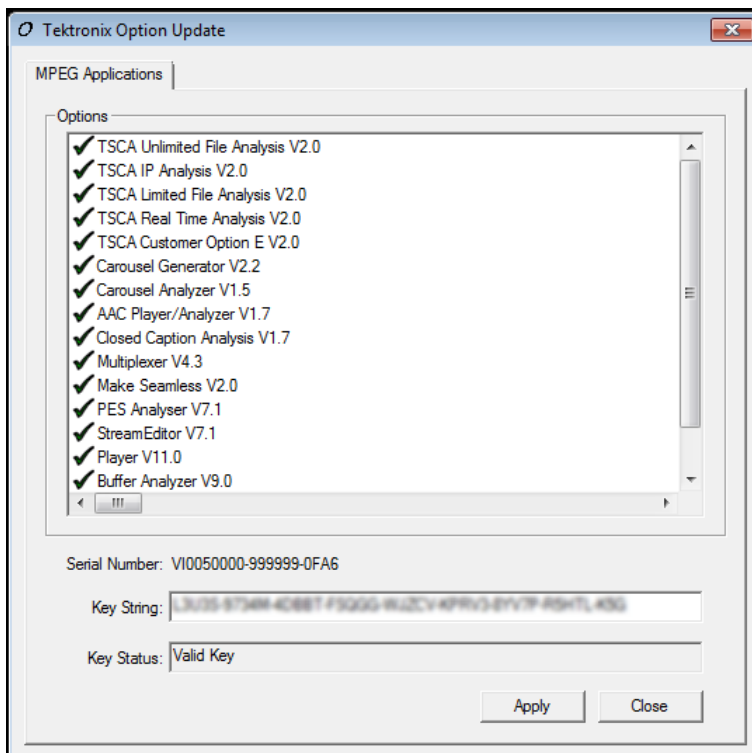 Tektronix Option Update
MPEG Applications
Options
TSCA Unlimited File Analysis V2.0
TSCA IP Analysis V2.0
TSCA Limited File Analysis V2.0
TSCA Real Time Analysis V2.0
TSCA Customer Option E V2.0
Carousel Generator V2.2
Carousel Analyzer V1.5
AAC Player/Analyzer V1.7
Closed Caption Analysis V1.7
Multiplexer V4.3
Make Seamless V2.0
PES Analyser V7.1
StreamEditor V7.1
Player V11.0
Buffer Analyzer V9.0
Serial Number: VI0050000-999999-0FA6
Key String:
Key Status: Valid Key
Apply Close